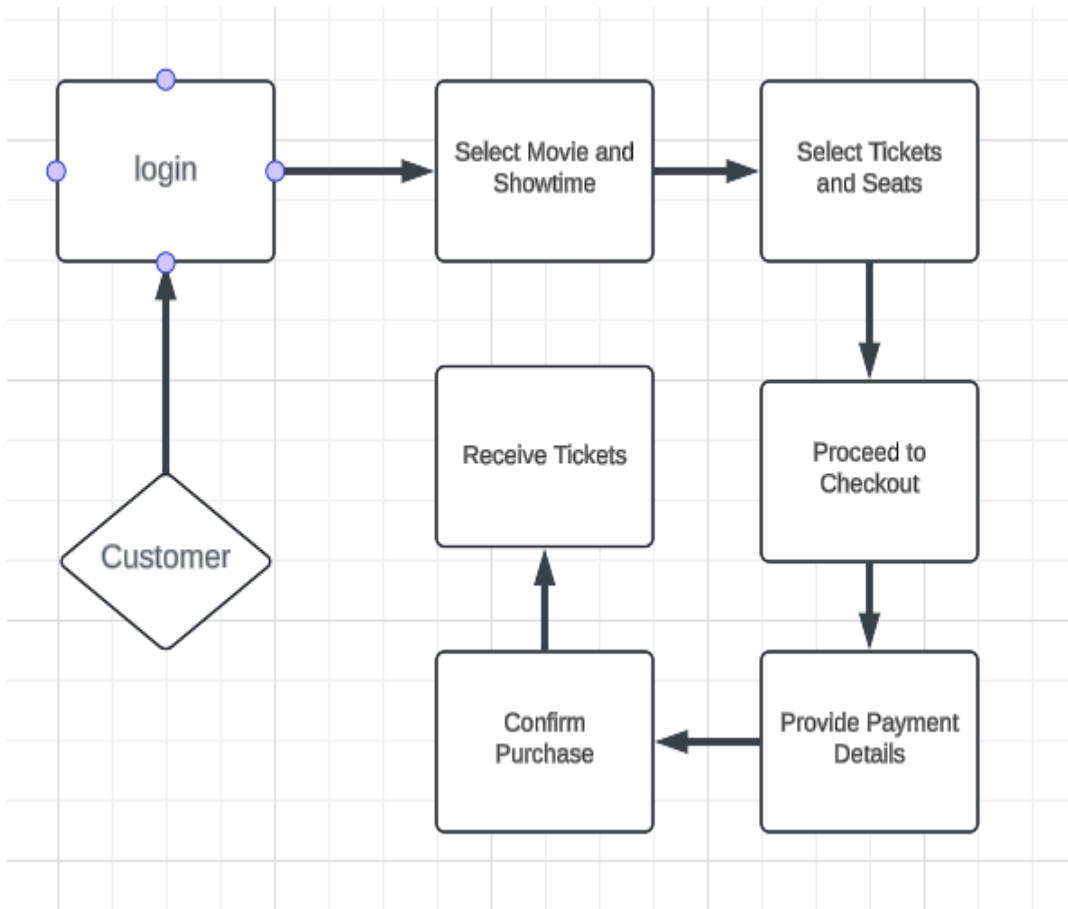 login
Select Movie and
Showtime
Select Tickets
and Seats
Receive Tickets
Proceed to
Checkout
Customer
Confirm
Purchase
Provide Payment
Details